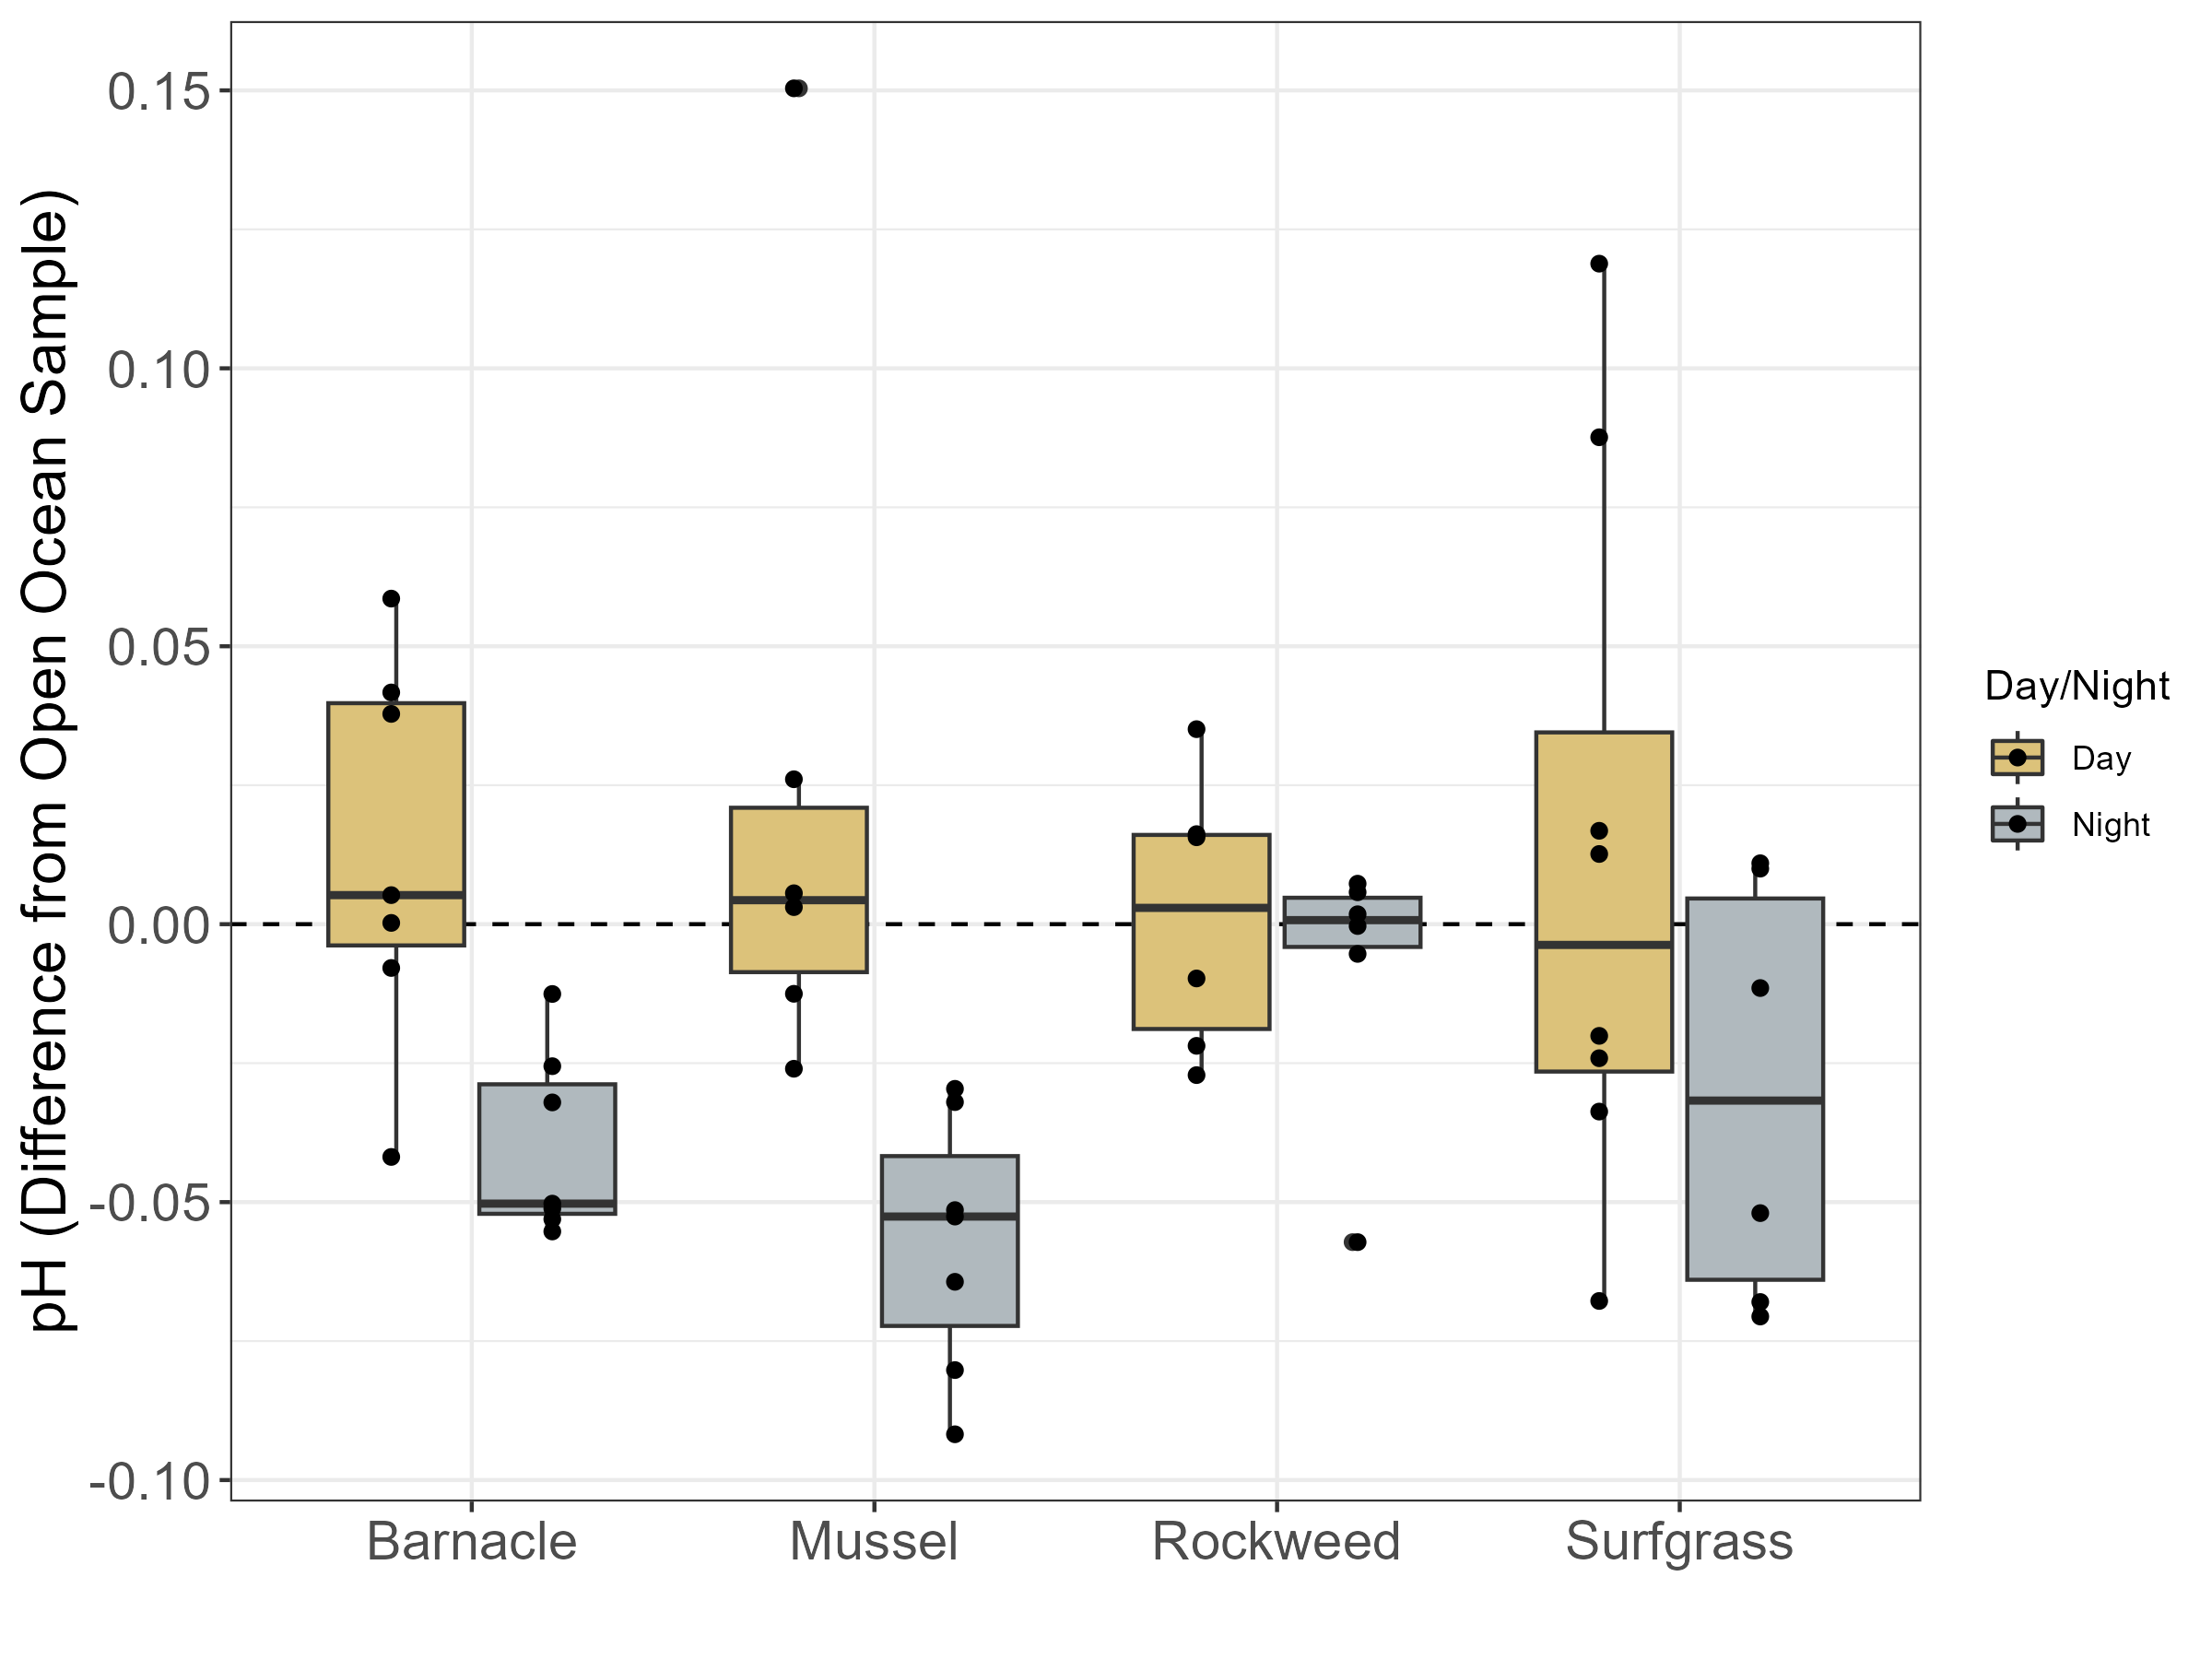 pH (Difference from Open Ocean Sample)
0.15
0.10
0.05
0.00
-0.05
-0.10
Barnacle Mussel Rockweed Surfgrass
Day/Night
Day
Night